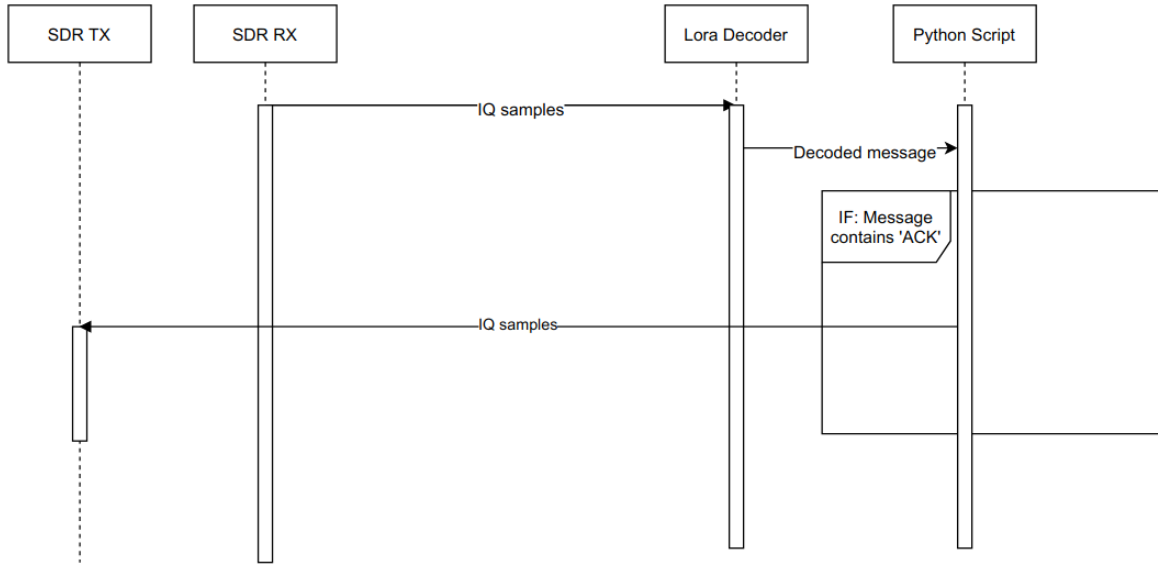 SDR TX
SDR RX
Lora Decoder
Python Script
IQ samples
Decoded message
IF: Message
contains 'ACK'
IQ samples